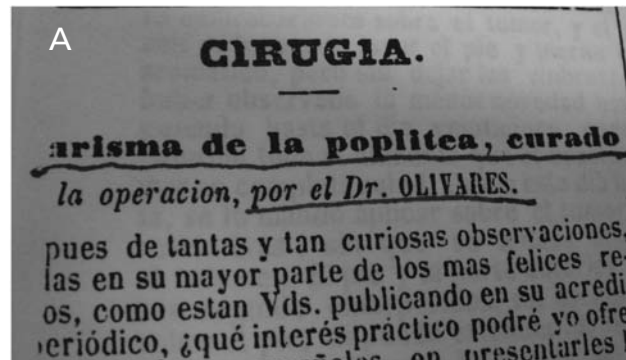 A
CIRUGIA.
arisma de la poplitea, curado
la operacion, por el Dr. OLIVARES.
pues de tantas y tan curiosas observaciones,
las en su mayor parte de los mas felices re-
os, como estan Vds. publicando en su acredi
periódico, ¿qué interés práctico podré yo ofre
en presentarles